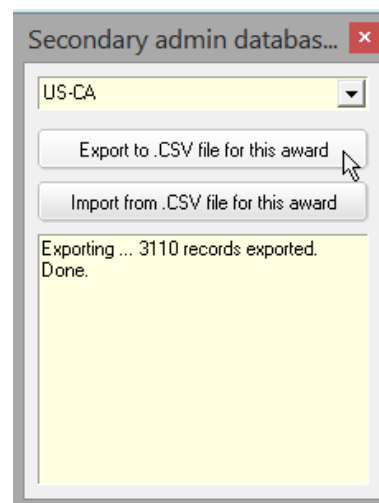 Secondary admin databas...
US-CA
Export to .CSV file for this award
Import from .CSV file for this award
Exporting ... 3110 records exported.
Done.